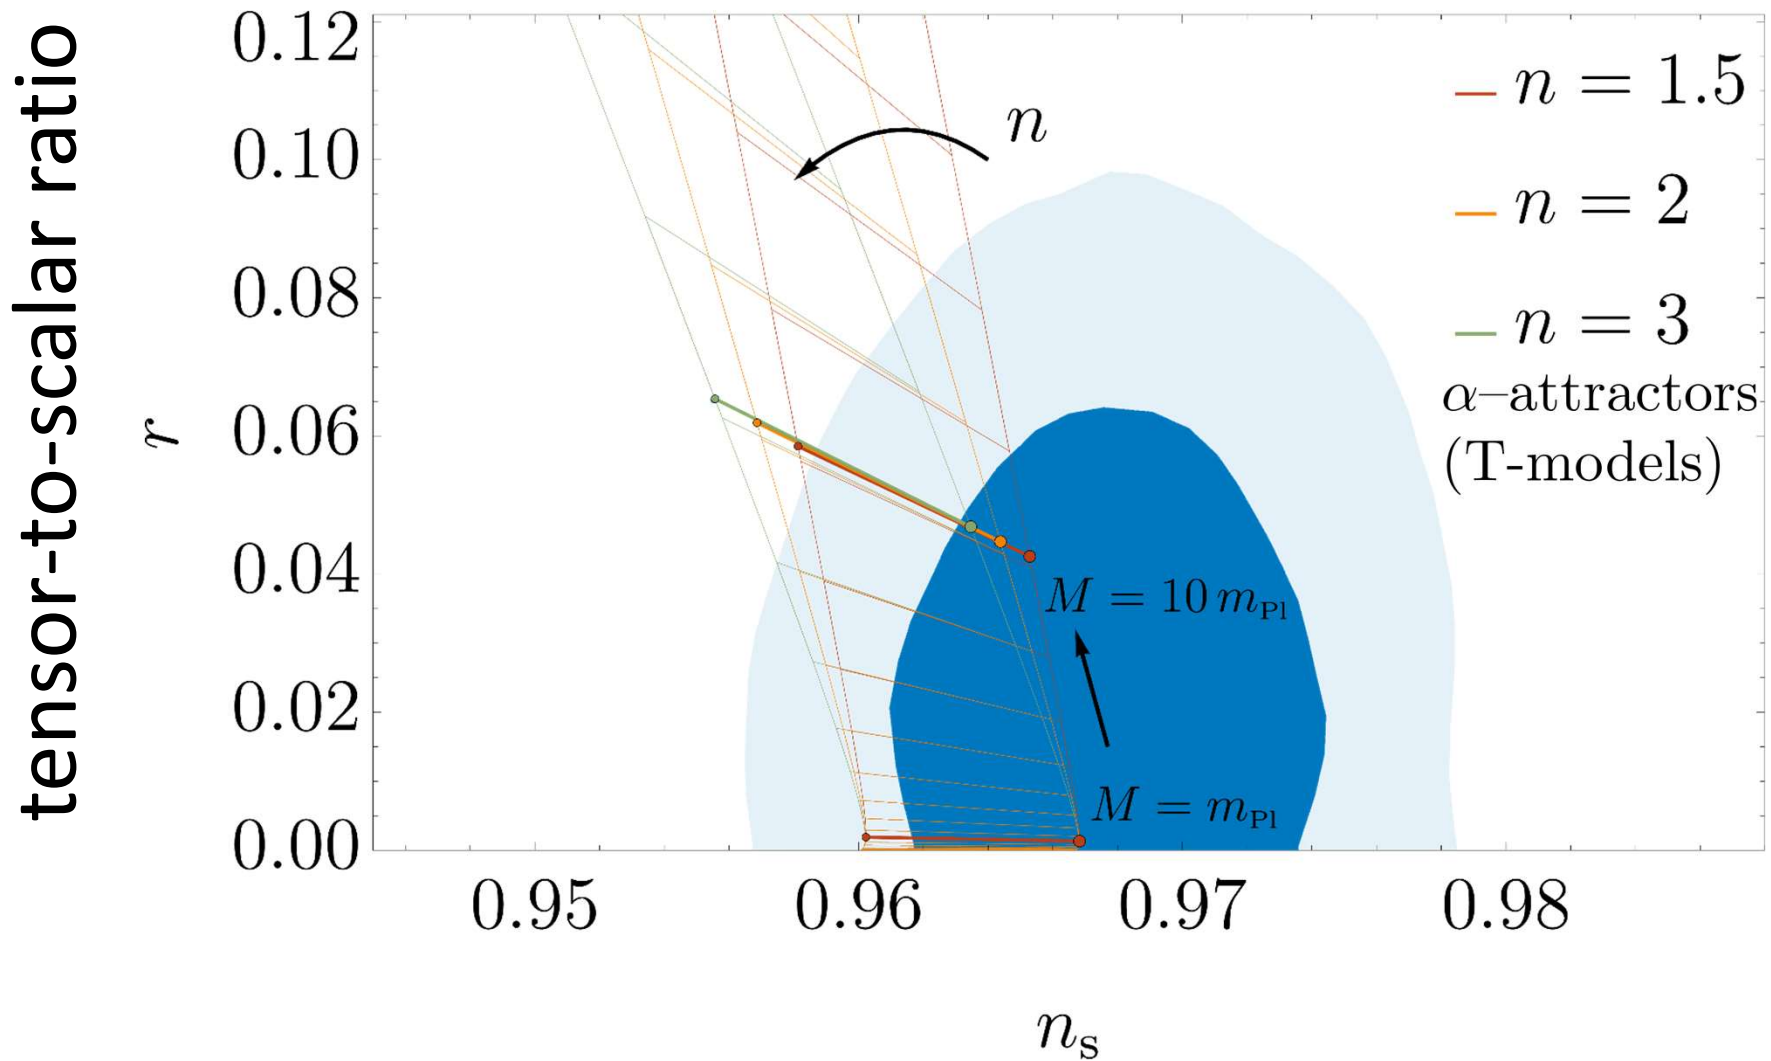 tensor-to-scalar ratio
r
0.12
0.10
0.08
0.06
0.04
0.02
0.00
n
n = 1.5
n = 2
n = 3
α–attractors
(T-models)
M = 10 m_Pl
M = m_Pl
0.95 0.96 0.97 0.98
n_s